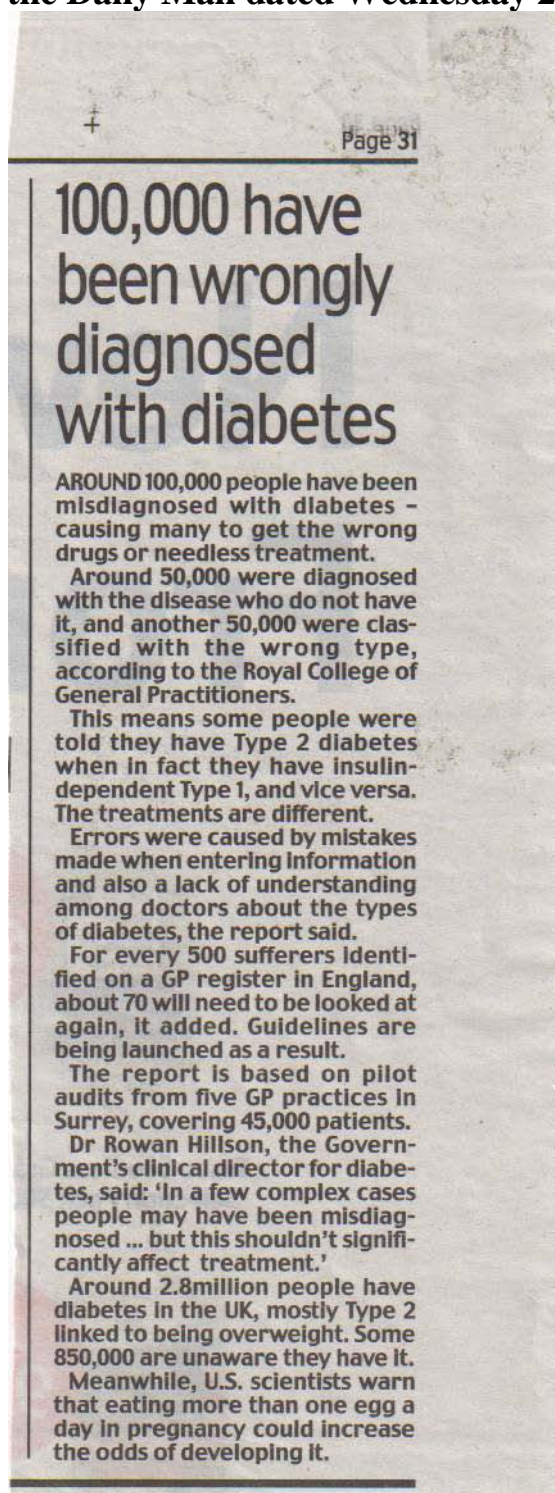 the Daily Mail dated Wednesday 2
Page 31
100,000 have
been wrongly
diagnosed
with diabetes
AROUND 100,000 people have been
misdiagnosed with diabetes –
causing many to get the wrong
drugs or needless treatment.
Around 50,000 were diagnosed
with the disease who do not have
it, and another 50,000 were clas-
sified with the wrong type,
according to the Royal College of
General Practitioners.
This means some people were
told they have Type 2 diabetes
when in fact they have insulin-
dependent Type 1, and vice versa.
The treatments are different.
Errors were caused by mistakes
made when entering information
and also a lack of understanding
among doctors about the types
of diabetes, the report said.
For every 500 sufferers identi-
fied on a GP register in England,
about 70 will need to be looked at
again, it added. Guidelines are
being launched as a result.
The report is based on pilot
audits from five GP practices in
Surrey, covering 45,000 patients.
Dr Rowan Hillson, the Govern-
ment's clinical director for diabe-
tes, said: 'In a few complex cases
people may have been misdiag-
nosed ... but this shouldn't signifi-
cantly affect treatment.'
Around 2.8million people have
diabetes in the UK, mostly Type 2
linked to being overweight. Some
850,000 are unaware they have it.
Meanwhile, U.S. scientists warn
that eating more than one egg a
day in pregnancy could increase
the odds of developing it.